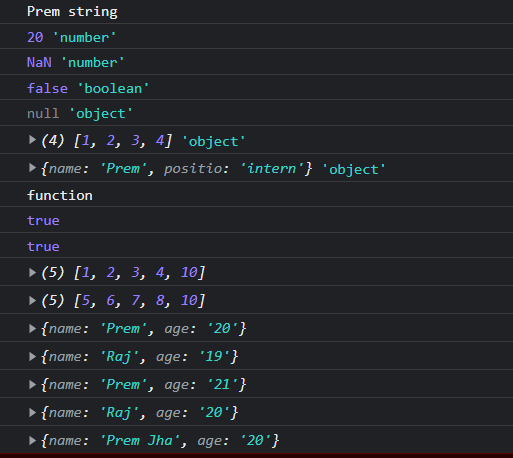 Prem string
20 'number'
NaN 'number'
false 'boolean'
null 'object'
(4) [1, 2, 3, 4] 'object'
{name: 'Prem', positio: 'intern'} 'object'
function
true
true
(5) [1, 2, 3, 4, 10]
(5) [5, 6, 7, 8, 10]
{name: 'Prem', age: '20'}
{name: 'Raj', age: '19'}
{name: 'Prem', age: '21'}
{name: 'Raj', age: '20'}
{name: 'Prem Jha', age: '20'}